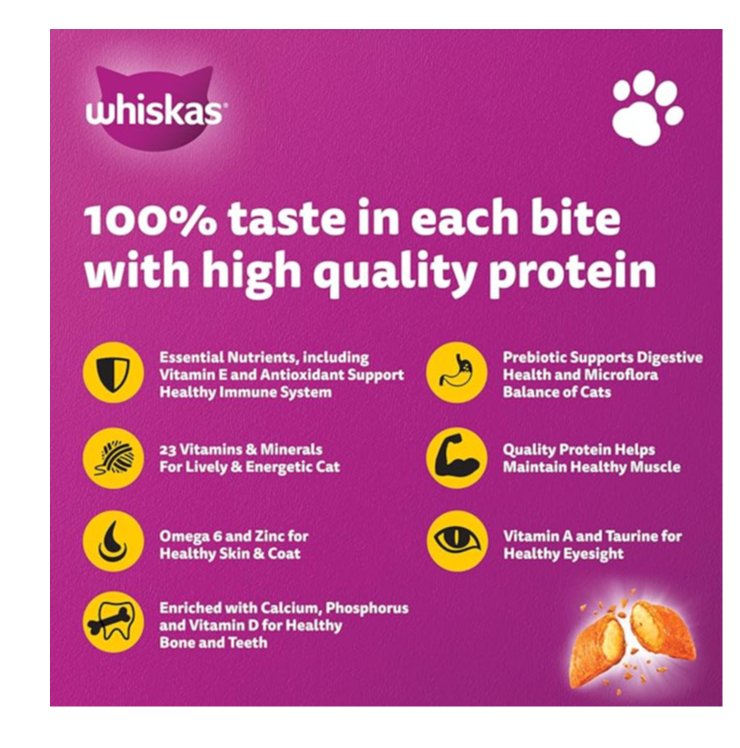 whiskas
100% taste in each bite
with high quality protein
Essential Nutrients, including
Vitamin E and Antioxidant Support
Healthy Immune System
23 Vitamins & Minerals
For Lively & Energetic Cat
Omega 6 and Zinc for
Healthy Skin & Coat
Enriched with Calcium, Phosphorus
and Vitamin D for Healthy
Bone and Teeth
Prebiotic Supports Digestive
Health and Microflora
Balance of Cats
Quality Protein Helps
Maintain Healthy Muscle
Vitamin A and Taurine for
Healthy Eyesight